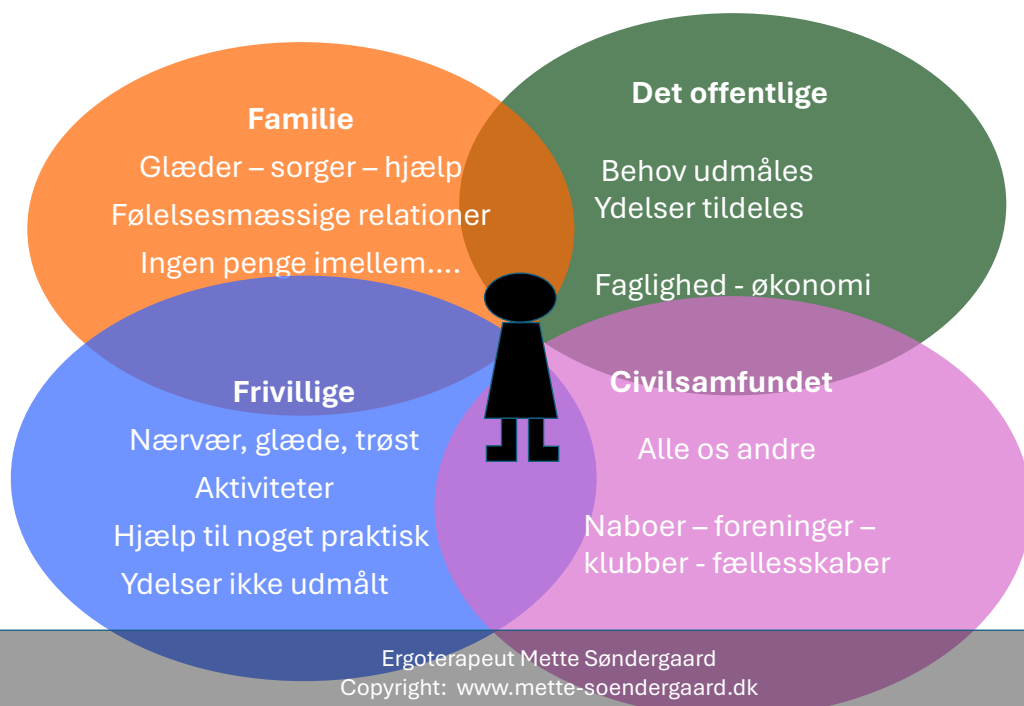 Familie
Glæder – sorger – hjælp
Følelsesmæssige relationer
Ingen penge imellem....
Det offentlige
Behov udmåles
Ydelser tildeles
Faglighed - økonomi
Frivillige
Nærvær, glæde, trøst
Aktiviteter
Hjælp til noget praktisk
Ydelser ikke udmålt
Civilsamfundet
Alle os andre
Naboer – foreninger –
klubber - fællesskaber
Ergoterapeut Mette Søndergaard
Copyright: www.mette-soendergaard.dk